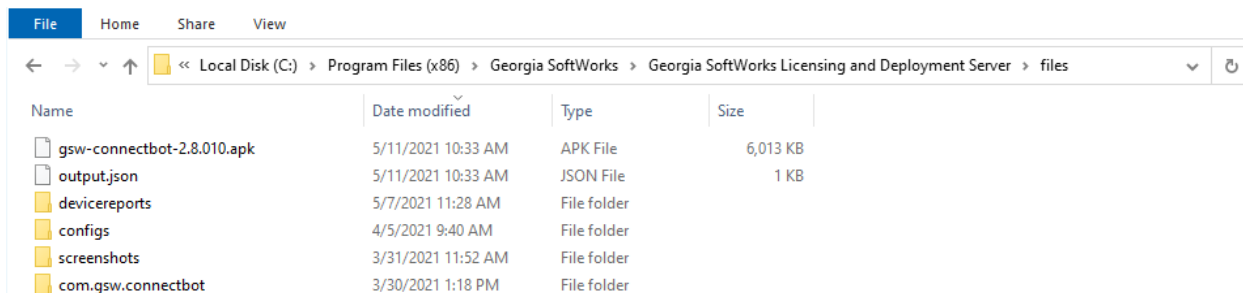 File Home Share View
« Local Disk (C:) > Program Files (x86) > Georgia SoftWorks > Georgia SoftWorks Licensing and Deployment Server > files
Name Date modified Type Size
gsw-connectbot-2.8.010.apk 5/11/2021 10:33 AM APK File 6,013 KB
output.json 5/11/2021 10:33 AM JSON File 1 KB
devicereports 5/7/2021 11:28 AM File folder
configs 4/5/2021 9:40 AM File folder
screenshots 3/31/2021 11:52 AM File folder
com.gsw.connectbot 3/30/2021 1:18 PM File folder